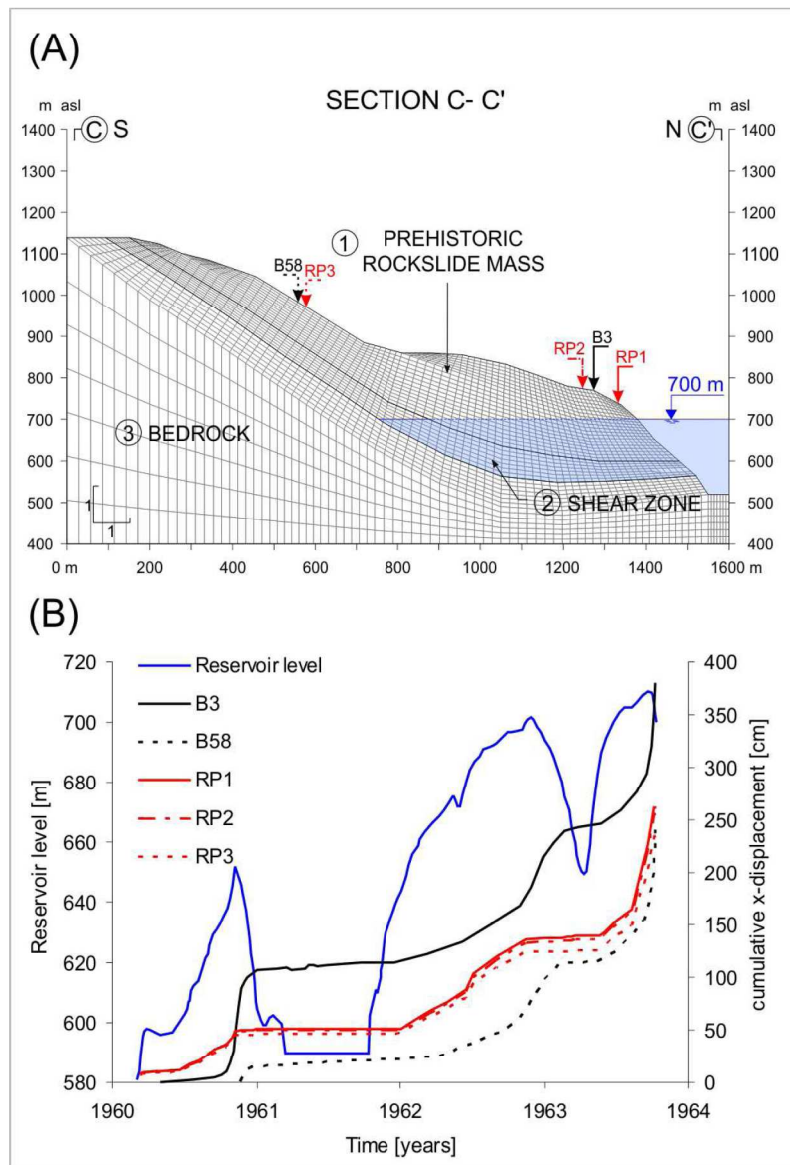 (A)
SECTION C- C'
m asl
m asl
1400
C S
N C'
1400
1300
1300
1200
1200
1 PREHISTORIC
ROCKSLIDE MASS
1100
1100
B58
RP3
1000
1000
900
900
B3
RP2
RP1
800
800
700 m
700
700
3 BEDROCK
600
600
1
2 SHEAR ZONE
500
500
1
400
400
0 m
200
400
600
800
1000
1200
1400
1600 m
(B)
720
400
Reservoir level
B3
B58
RP1
RP2
RP3
700
680
660
640
620
600
580
350
300
250
200
150
100
50
0
Reservoir level [m]
cumulative x-displacement [cm]
1960
1961
1962
1963
1964
Time [years]